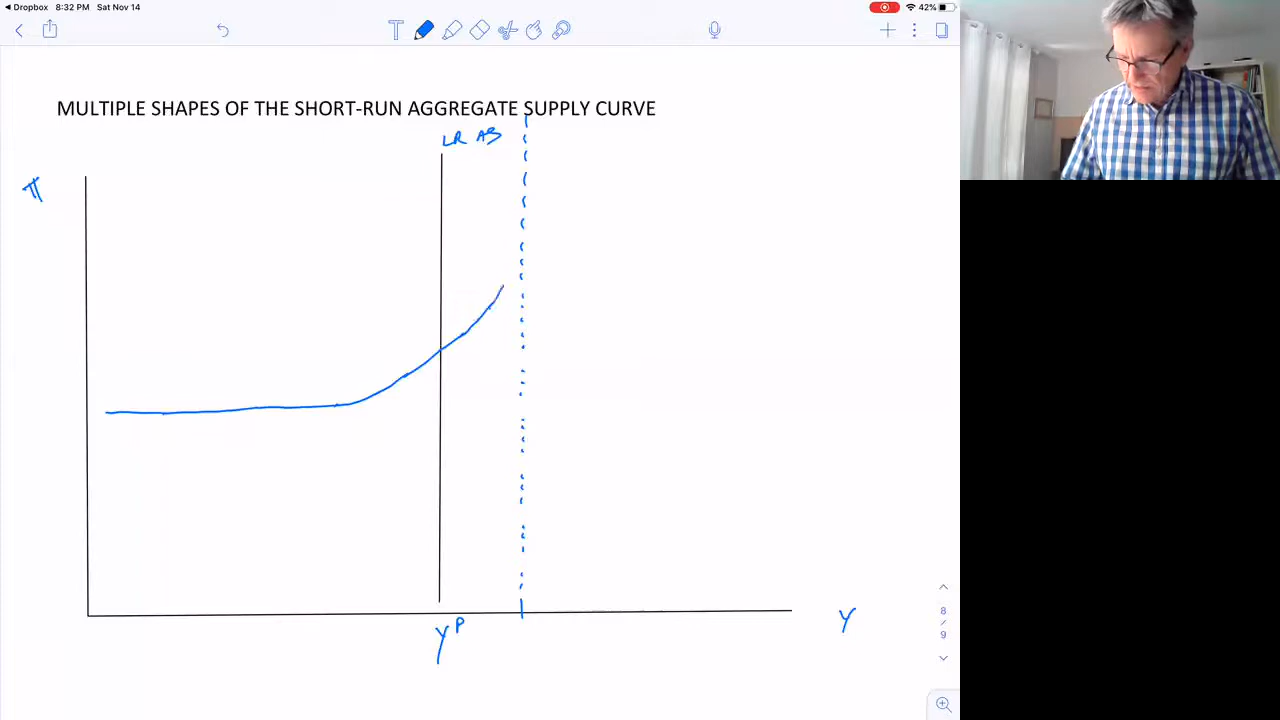 Dropbox 8:32 PM Sat Nov 14 42%
T
MULTIPLE SHAPES OF THE SHORT-RUN AGGREGATE SUPPLY CURVE
LR AS
π
8
/
9
Y
Y^P